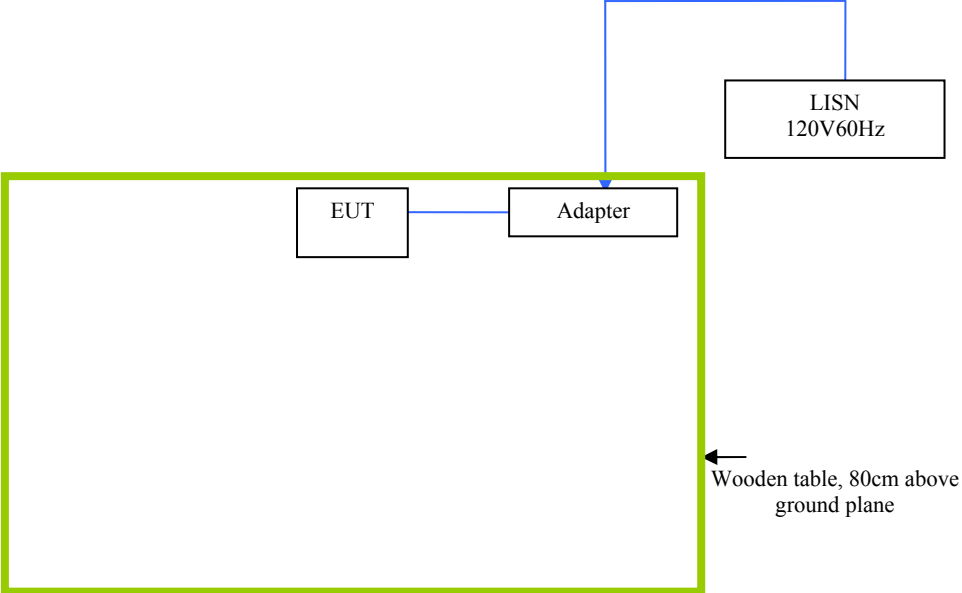 LISN
120V60Hz
EUT
Adapter
Wooden table, 80cm above
ground plane